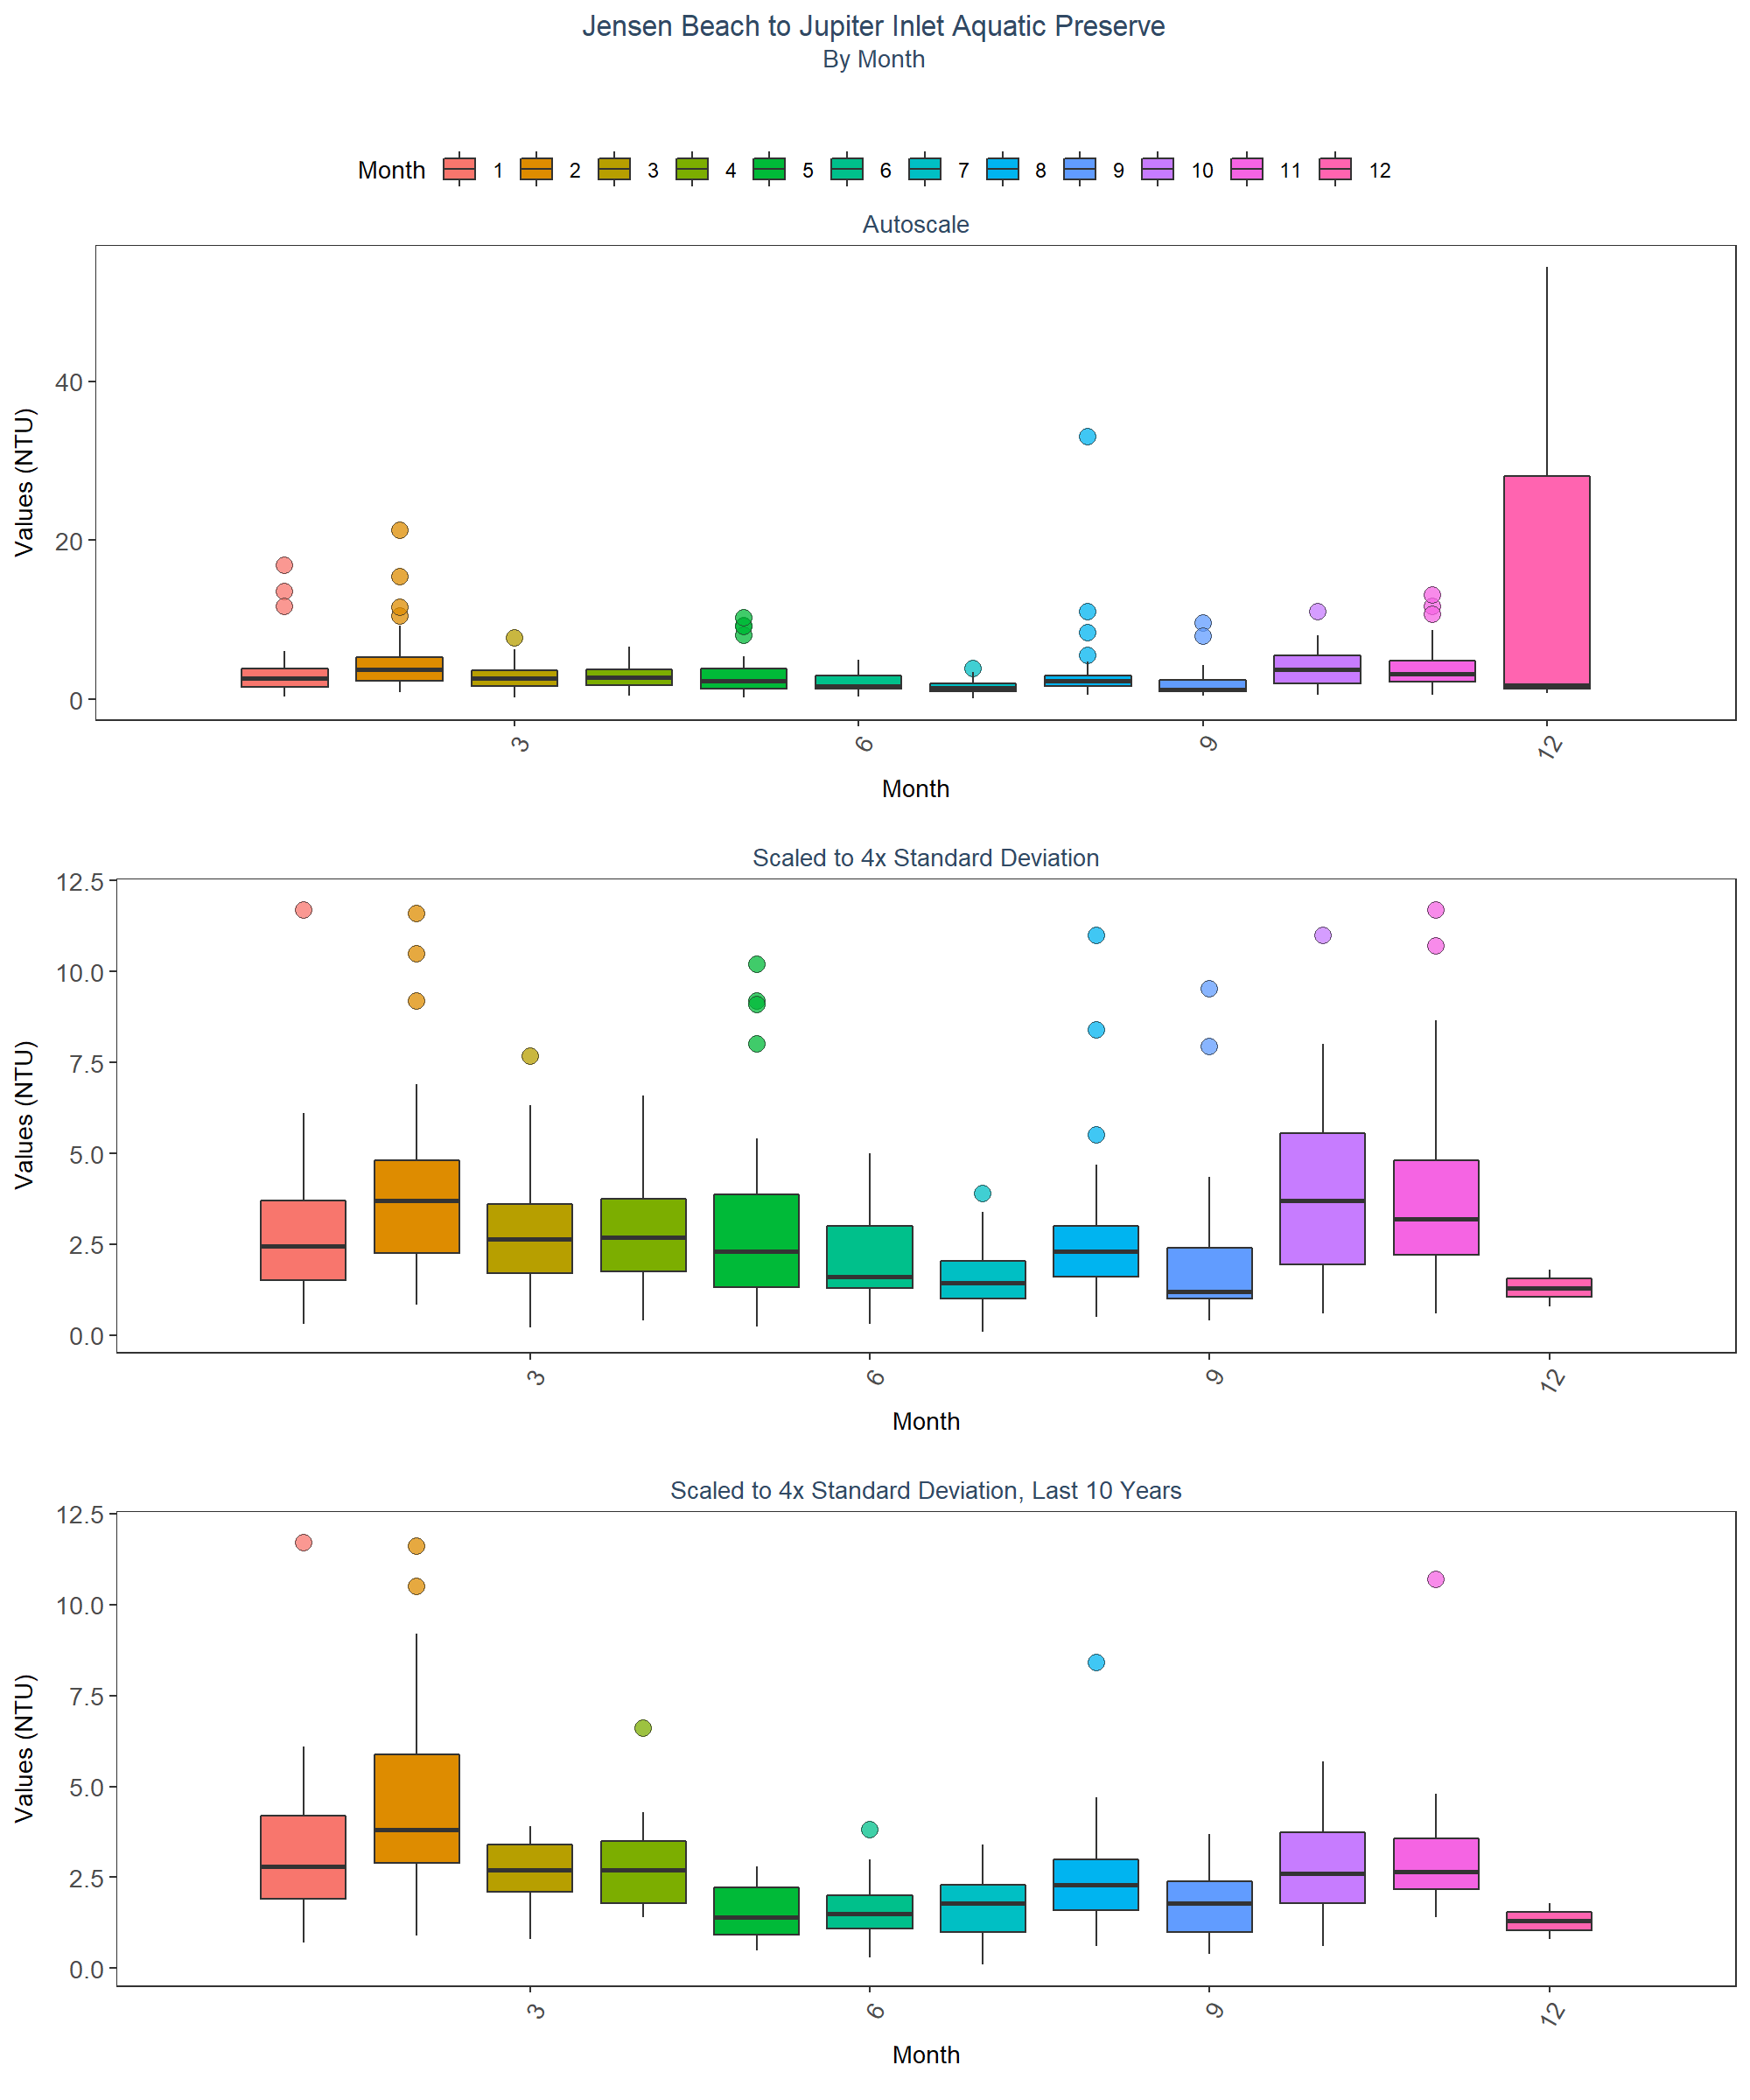 Jensen Beach to Jupiter Inlet Aquatic Preserve
By Month
Month 1 2 3 4 5 6 7 8 9 10 11 12
Autoscale
Values (NTU)
40
20
0
3 6 9 12
Month
Scaled to 4x Standard Deviation
Values (NTU)
12.5
10.0
7.5
5.0
2.5
0.0
3 6 9 12
Month
Scaled to 4x Standard Deviation, Last 10 Years
Values (NTU)
12.5
10.0
7.5
5.0
2.5
0.0
3 6 9 12
Month